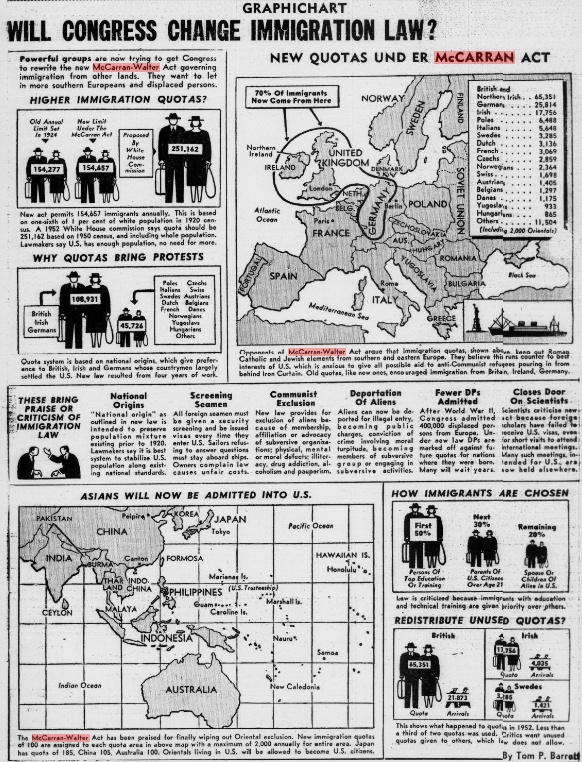 GRAPHICHART
WILL CONGRESS CHANGE IMMIGRATION LAW?
Powerful groups are now trying to get Congress
to rewrite the new McCarran-Walter Act governing
immigration from other lands. They want to let
in more southern Europeans and displaced persons.
HIGHER IMMIGRATION QUOTAS?
Old Annual
Limit Set
In 1924
154,277
New Limit
Under The
McCarran Act
154,657
Proposed
By
White
House
Com-
mission
251,162
New act permits 154,657 immigrants annually. This is based on
one-sixth of 1 per cent of white population in 1920 cen-
sus. A 1952 White House commission says quota should be
251,162 based on 1950 census, and including whole population.
Lawmakers say U.S. has enough population, no need for more.
WHY QUOTAS BRING PROTESTS
British
Irish
Germans
108,931
45,726
Poles Czechs
Italians Swiss
Swedes Austrians
Dutch Belgians
French Danes
Norwegians
Yugoslavs
Hungarians
Others
Quota system is based on national origins, which give prefer-
ence to British, Irish and Germans whose countrymen largely
settled the U.S. New law resulted from four years of work.
NEW QUOTAS UND ER McCARRAN ACT
70% Of Immigrants
Now Come From Here
NORWAY
SWEDEN
FINLAND
Northern
Ireland
IRELAND
UNITED
KINGDOM
London
DENMARK
NETH.
BELG.
GERMANY
Berlin
POLAND
SOVIET UNION
Atlantic
Ocean
Paris
FRANCE
CZECHOSLOVAKIA
AUS.
HUNGARY
ROMANIA
YUGOSLAVIA
BULGARIA
Black Sea
PORTUGAL
SPAIN
Rome
ITALY
Mediterranean Sea
GREECE
British and
Northern Irish . . 65,351
German . . . . 25,814
Irish . . . . 17,756
Poles . . . . 6,488
Italians . . . . 5,648
Swedes . . . . 3,285
Dutch . . . . 3,136
French . . . . 3,069
Czechs . . . . 2,859
Norwegians . . 2,364
Swiss . . . . 1,698
Austrians . . . 1,405
Belgians . . . 1,297
Danes . . . . 1,175
Yugoslavs . . . 933
Hungarians . . 865
Others . . . . 11,504
(Including 2,000 Orientals)
Opponents of McCarran-Walter Act argue that immigration quotas, shown above, keep out Roman
Catholic and Jewish elements from southern and eastern Europe. They believe this runs counter to best
interests of U.S. which is anxious to give all possible aid to anti-Communist refugees pouring in from
behind Iron Curtain. Old quotas, like new ones, encouraged immigration from Britain, Ireland, Germany.
THESE BRING
PRAISE OR
CRITICISM OF
IMMIGRATION
LAW
National
Origins
"National origin" as
outlined in new law is
intended to preserve
population mixture
existing prior to 1920.
Lawmakers say it is best
system to stabilize U.S.
population along exist-
ing national standards.
Screening
Seamen
All foreign seamen must
be given a security
screening and be issued
visas every time they
enter U.S. Sailors refus-
ing to answer questions
must stay aboard ships.
Owners complain law
causes unfair costs.
Communist
Exclusion
New law provides for
exclusion of aliens be-
cause of membership,
affiliation or advocacy
of subversive organiza-
tions; physical, mental
or moral defects; illiter-
acy, drug addiction, al-
coholism and pauperism.
Deportation
Of Aliens
Aliens can now be de-
ported for illegal entry,
becoming public
charges, conviction of
crime involving moral
turpitude, becoming
members of subversive
group or engaging in
subversive activities.
Fewer DPs
Admitted
After World War II,
Congress admitted
400,000 displaced per-
sons from Europe. Un-
der new law DPs are
marked off against fu-
ture quotas for nations
where they were born.
Many will wait years.
Closes Door
On Scientists
Scientists criticize new
act because foreign
scholars have failed to
receive U.S. visas, even
for short visits to attend
international meetings.
Many such meetings, in-
tended for U.S., are
now held elsewhere.
ASIANS WILL NOW BE ADMITTED INTO U.S.
PAKISTAN
Peiping
KOREA
JAPAN
Tokyo
CHINA
Pacific Ocean
INDIA
BURMA
Canton
FORMOSA
HAWAIIAN IS.
Honolulu
THAI-
LAND
INDO-
CHINA
Marianas Is.
(U.S. Trusteeship)
PHILIPPINES
Guam
Marshall Is.
Caroline Is.
CEYLON
MALAYA
INDONESIA
Nauru
Samoa
Indian Ocean
AUSTRALIA
New Caledonia
The McCarran-Walter Act has been praised for finally wiping out Oriental exclusion. New immigration quotas
of 100 are assigned to each quota area in above map with a maximum of 2,000 annually for entire area. Japan
has quota of 185, China 105, Australia 100. Orientals living in U.S. will be allowed to become U.S. citizens.
HOW IMMIGRANTS ARE CHOSEN
First
50%
Persons Of
Top Education
Or Training
Next
30%
Parents Of
U.S. Citizens
Over Age 21
Remaining
20%
Spouse Or
Children Of
Aliens In U.S.
Law is criticized because immigrants with education
and technical training are given priority over others.
REDISTRIBUTE UNUSED QUOTAS?
British
65,351
Quota
21,873
Arrivals
Irish
17,756
Quota
4,035
Arrivals
Swedes
3,285
Quota
1,421
Arrivals
This shows what happened to quota in 1952. Less than
a third of two quotas was used. Critics want unused
quotas given to others, which law does not allow.
By Tom P. Barrett